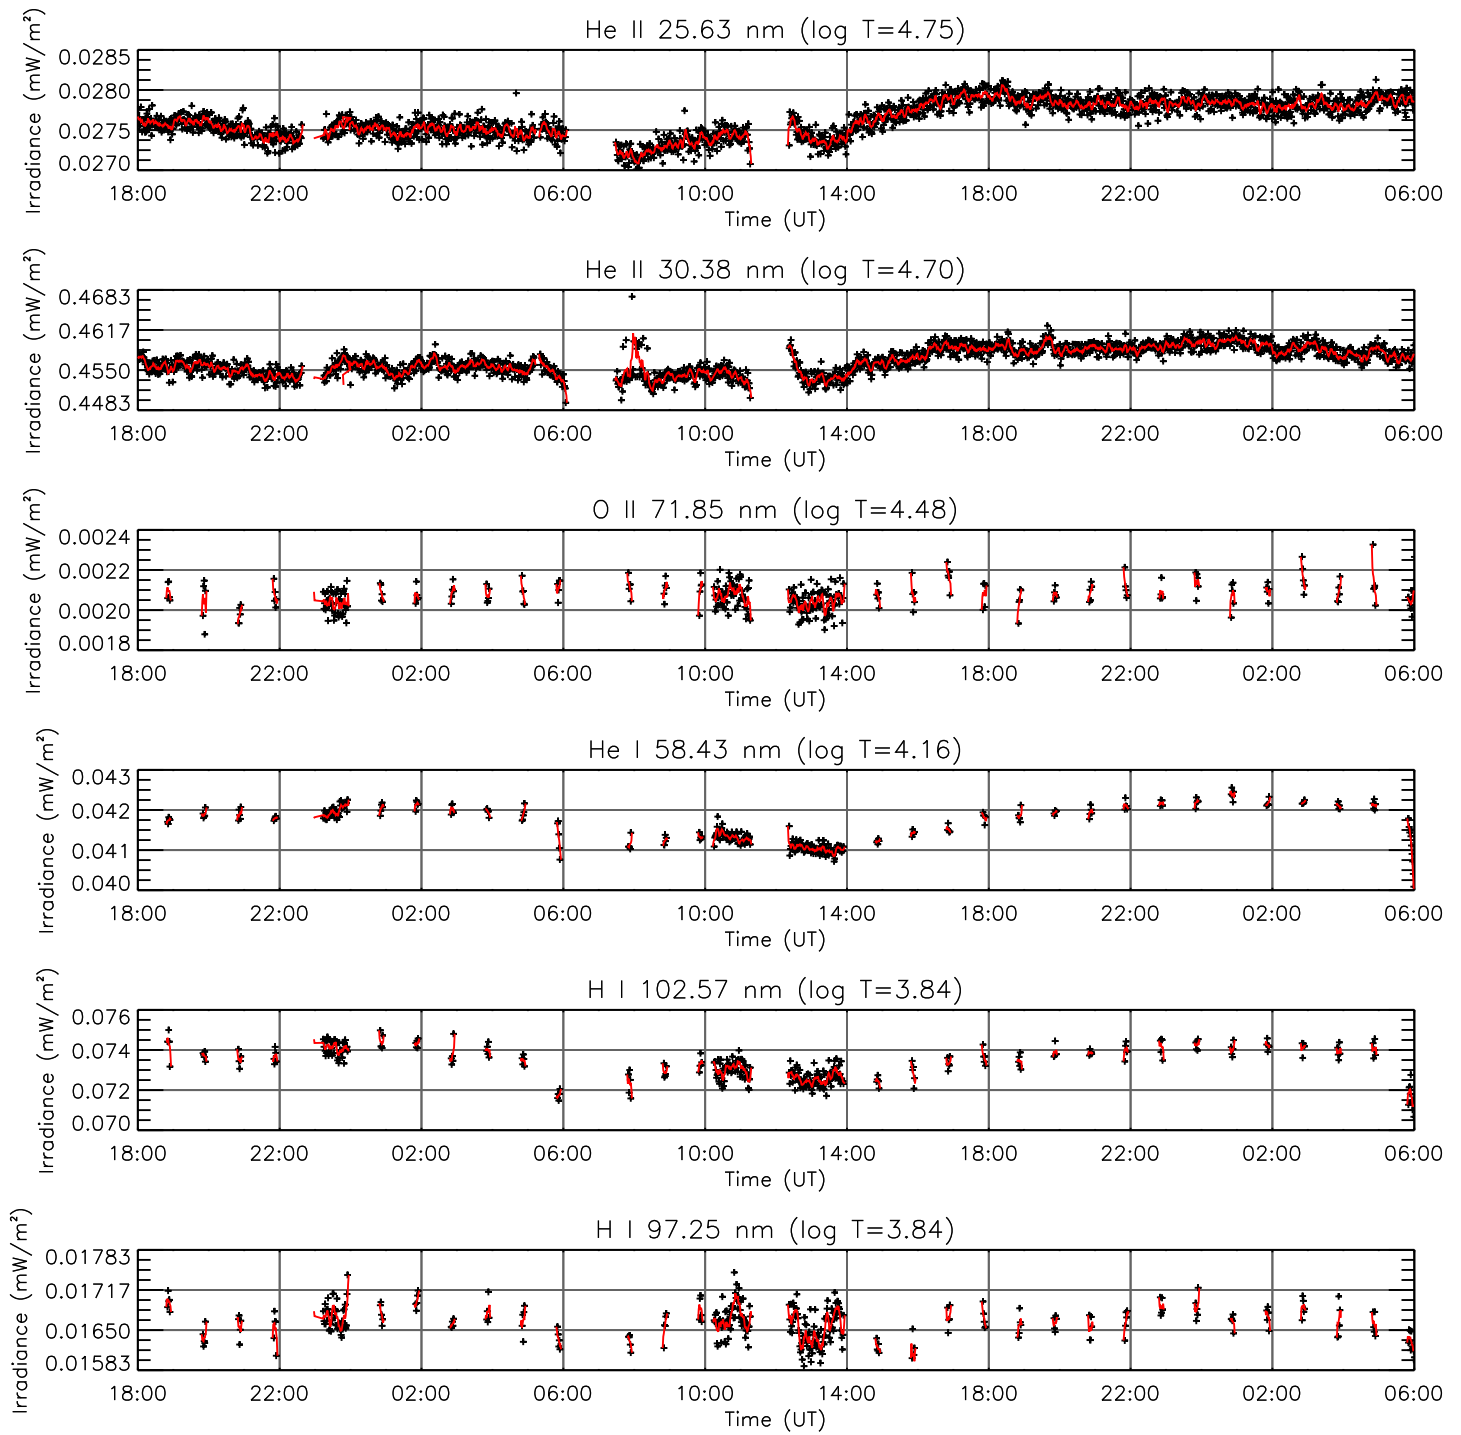 He II 25.63 nm (log T=4.75)
Irradiance (mW/m²)
0.0285
0.0280
0.0275
0.0270
18:00 22:00 02:00 06:00 10:00 14:00 18:00 22:00 02:00 06:00
Time (UT)
He II 30.38 nm (log T=4.70)
Irradiance (mW/m²)
0.4683
0.4617
0.4550
0.4483
18:00 22:00 02:00 06:00 10:00 14:00 18:00 22:00 02:00 06:00
Time (UT)
O II 71.85 nm (log T=4.48)
Irradiance (mW/m²)
0.0024
0.0022
0.0020
0.0018
18:00 22:00 02:00 06:00 10:00 14:00 18:00 22:00 02:00 06:00
Time (UT)
He I 58.43 nm (log T=4.16)
Irradiance (mW/m²)
0.043
0.042
0.041
0.040
18:00 22:00 02:00 06:00 10:00 14:00 18:00 22:00 02:00 06:00
Time (UT)
H I 102.57 nm (log T=3.84)
Irradiance (mW/m²)
0.076
0.074
0.072
0.070
18:00 22:00 02:00 06:00 10:00 14:00 18:00 22:00 02:00 06:00
Time (UT)
H I 97.25 nm (log T=3.84)
Irradiance (mW/m²)
0.01783
0.01717
0.01650
0.01583
18:00 22:00 02:00 06:00 10:00 14:00 18:00 22:00 02:00 06:00
Time (UT)